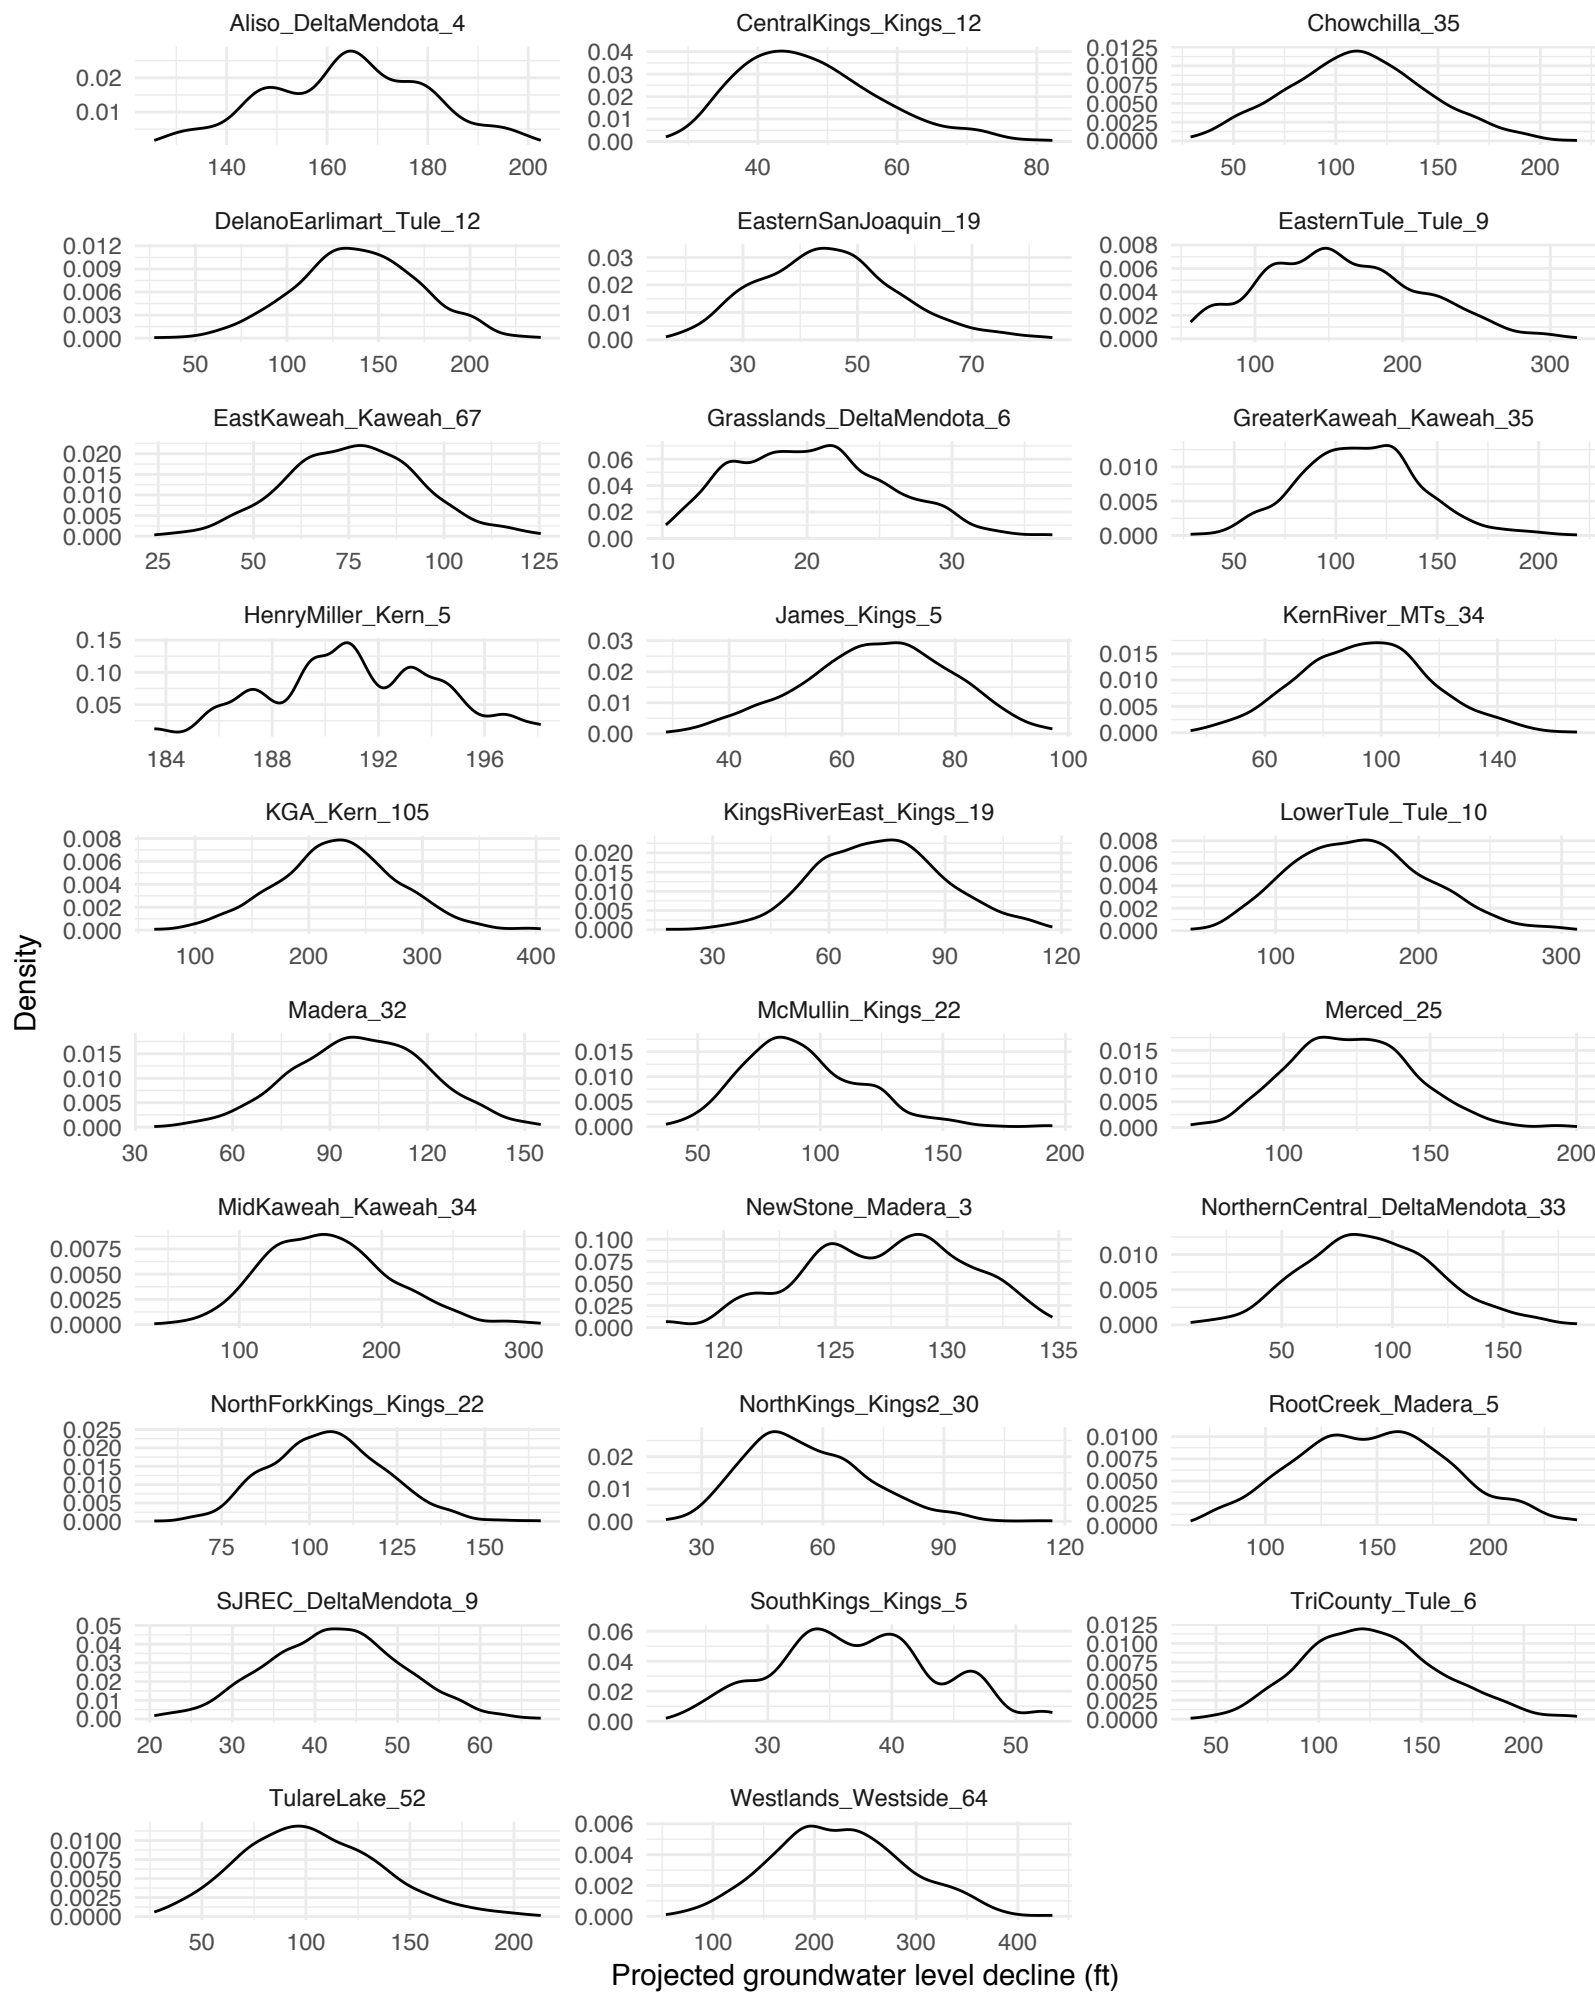 Aliso_DeltaMendota_4
0.02
0.01
140 160 180 200
CentralKings_Kings_12
0.04
0.03
0.02
0.01
0.00
40 60 80
Chowchilla_35
0.0125
0.0100
0.0075
0.0050
0.0025
0.0000
50 100 150 200
DelanoEarlimart_Tule_12
0.012
0.009
0.006
0.003
0.000
50 100 150 200
EasternSanJoaquin_19
0.03
0.02
0.01
0.00
30 50 70
EasternTule_Tule_9
0.008
0.006
0.004
0.002
0.000
100 200 300
EastKaweah_Kaweah_67
0.020
0.015
0.010
0.005
0.000
25 50 75 100 125
Grasslands_DeltaMendota_6
0.06
0.04
0.02
0.00
10 20 30
GreaterKaweah_Kaweah_35
0.010
0.005
0.000
50 100 150 200
HenryMiller_Kern_5
0.15
0.10
0.05
184 188 192 196
James_Kings_5
0.03
0.02
0.01
0.00
40 60 80 100
KernRiver_MTs_34
0.015
0.010
0.005
0.000
60 100 140
KGA_Kern_105
0.008
0.006
0.004
0.002
0.000
100 200 300 400
KingsRiverEast_Kings_19
0.020
0.015
0.010
0.005
0.000
30 60 90 120
LowerTule_Tule_10
0.008
0.006
0.004
0.002
0.000
100 200 300
Density
Madera_32
0.015
0.010
0.005
0.000
30 60 90 120 150
McMullin_Kings_22
0.015
0.010
0.005
0.000
50 100 150 200
Merced_25
0.015
0.010
0.005
0.000
100 150 200
MidKaweah_Kaweah_34
0.0075
0.0050
0.0025
0.0000
100 200 300
NewStone_Madera_3
0.100
0.075
0.050
0.025
0.000
120 125 130 135
NorthernCentral_DeltaMendota_33
0.010
0.005
0.000
50 100 150
NorthForkKings_Kings_22
0.025
0.020
0.015
0.010
0.005
0.000
75 100 125 150
NorthKings_Kings2_30
0.02
0.01
0.00
30 60 90 120
RootCreek_Madera_5
0.0100
0.0075
0.0050
0.0025
0.0000
100 150 200
SJREC_DeltaMendota_9
0.05
0.04
0.03
0.02
0.01
0.00
20 30 40 50 60
SouthKings_Kings_5
0.06
0.04
0.02
0.00
30 40 50
TriCounty_Tule_6
0.0125
0.0100
0.0075
0.0050
0.0025
0.0000
50 100 150 200
TulareLake_52
0.0100
0.0075
0.0050
0.0025
0.0000
50 100 150 200
Westlands_Westside_64
0.006
0.004
0.002
0.000
100 200 300 400
Projected groundwater level decline (ft)